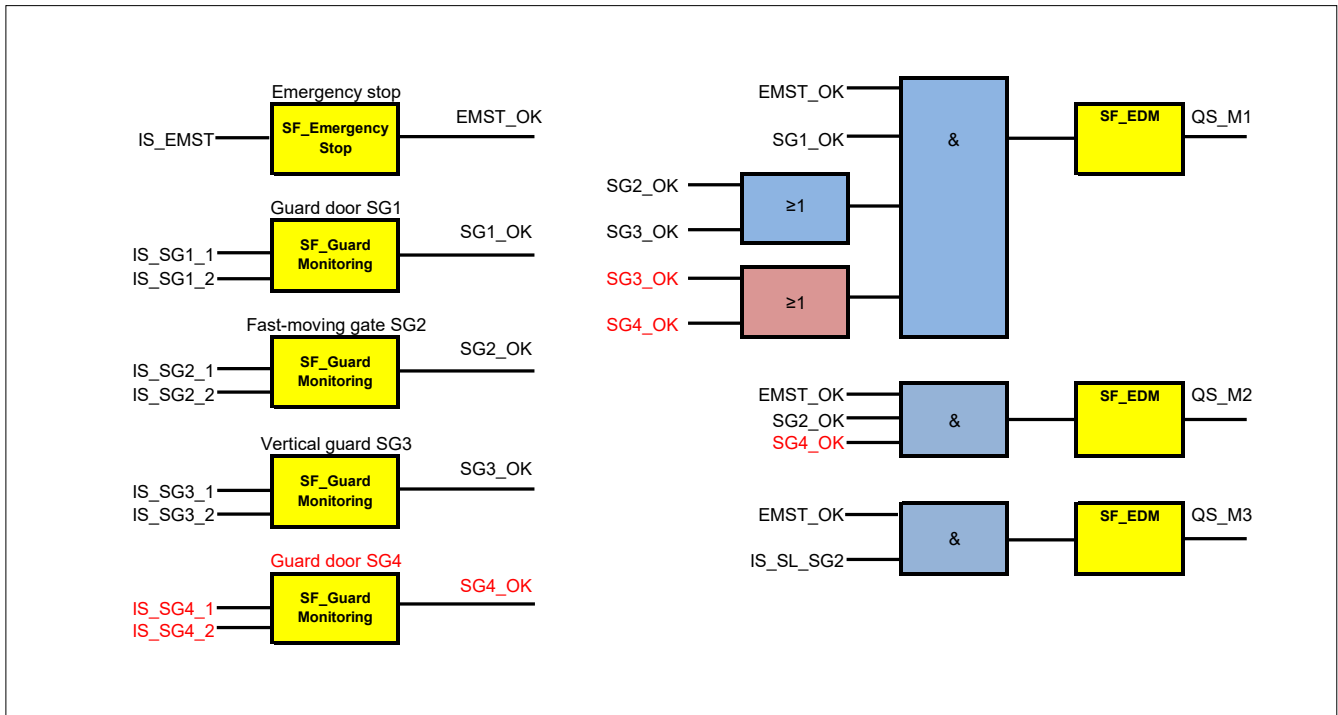 Emergency stop
IS_EMST
SF_Emergency
Stop
EMST_OK
Guard door SG1
IS_SG1_1
IS_SG1_2
SF_Guard
Monitoring
SG1_OK
Fast-moving gate SG2
IS_SG2_1
IS_SG2_2
SF_Guard
Monitoring
SG2_OK
Vertical guard SG3
IS_SG3_1
IS_SG3_2
SF_Guard
Monitoring
SG3_OK
Guard door SG4
IS_SG4_1
IS_SG4_2
SF_Guard
Monitoring
SG4_OK
EMST_OK
SG1_OK
SG2_OK
SG3_OK
≥1
SG3_OK
SG4_OK
≥1
&
SF_EDM
QS_M1
EMST_OK
SG2_OK
SG4_OK
&
SF_EDM
QS_M2
EMST_OK
IS_SL_SG2
&
SF_EDM
QS_M3